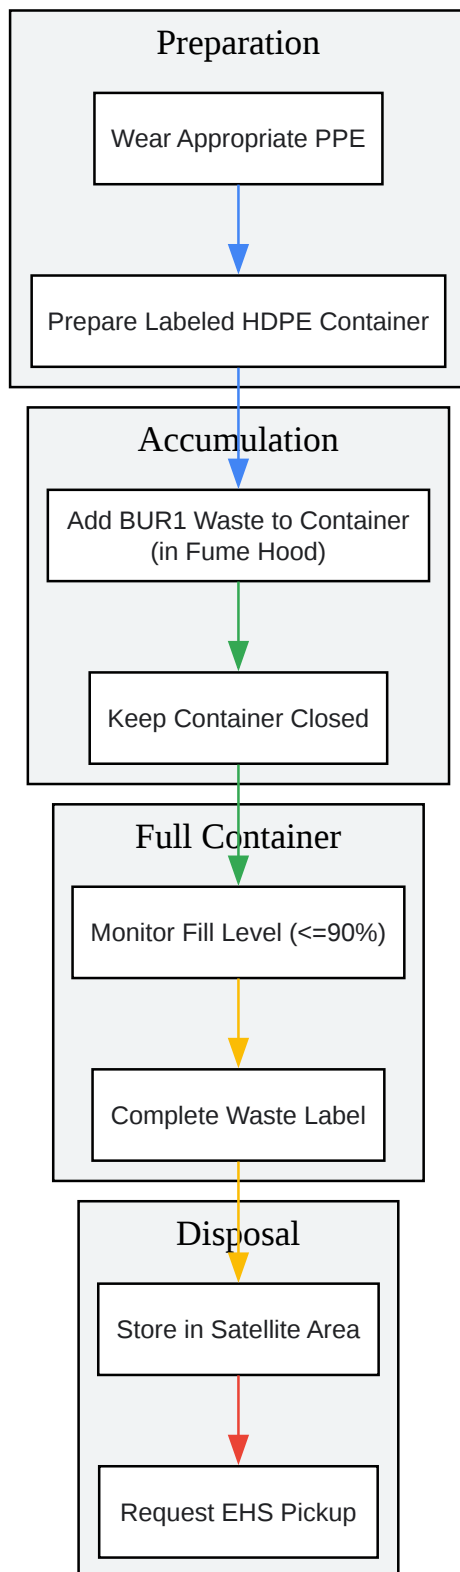 Preparation
Wear Appropriate PPE
Prepare Labeled HDPE Container
Accumulation
Add BUR1 Waste to Container
(in Fume Hood)
Keep Container Closed
Full Container
Monitor Fill Level (<=90%)
Complete Waste Label
Disposal
Store in Satellite Area
Request EHS Pickup